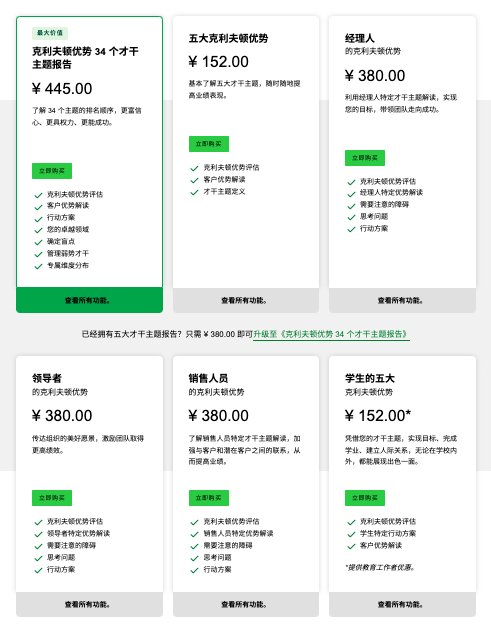 最大价值
克利夫顿优势 34 个才干
主题报告
¥ 445.00
了解 34 个主题的排名顺序，更富信
心、更具权力、更能成功。
立即购买
克利夫顿优势评估
客户优势解读
行动方案
您的卓越领域
确定盲点
管理弱势才干
专属维度分布
查看所有功能。
五大克利夫顿优势
¥ 152.00
基本了解五大才干主题，随时随地提
高业绩表现。
立即购买
克利夫顿优势评估
客户优势解读
才干主题定义
查看所有功能。
经理人
的克利夫顿优势
¥ 380.00
利用经理人特定才干主题解读，实现
您的目标，带领团队走向成功。
立即购买
克利夫顿优势评估
经理人特定优势解读
需要注意的障碍
思考问题
行动方案
查看所有功能。
已经拥有五大才干主题报告？只需 ¥ 380.00 即可升级至《克利夫顿优势 34 个才干主题报告》
领导者
的克利夫顿优势
¥ 380.00
传达组织的美好愿景，激励团队取得
更高绩效。
立即购买
克利夫顿优势评估
领导者特定优势解读
需要注意的障碍
思考问题
行动方案
查看所有功能。
销售人员
的克利夫顿优势
¥ 380.00
了解销售人员特定才干主题解读，加
强与客户和潜在客户之间的联系，从
而提高业绩。
立即购买
克利夫顿优势评估
销售人员特定优势解读
需要注意的障碍
思考问题
行动方案
查看所有功能。
学生的五大
克利夫顿优势
¥ 152.00*
凭借您的才干主题，实现目标、完成
学业、建立人际关系，无论在学校内
外，都能展现出色一面。
立即购买
克利夫顿优势评估
学生特定行动方案
客户优势解读
*提供教育工作者优惠。
查看所有功能。